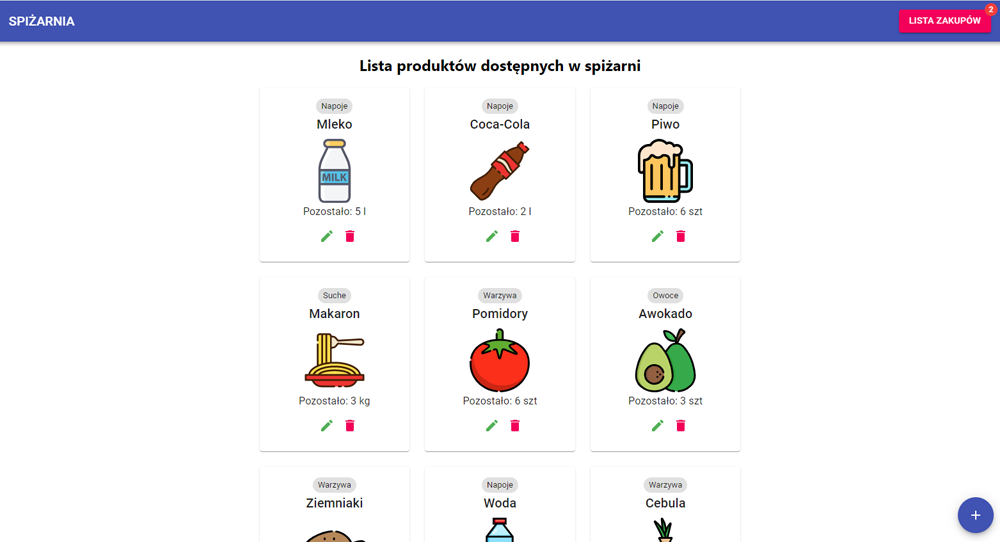 SPIŻARNIA
LISTA ZAKUPÓW
2
Lista produktów dostępnych w spiżarni
Napoje
Mleko
MILK
Pozostało: 5 l
Napoje
Coca-Cola
Pozostało: 2 l
Napoje
Piwo
Pozostało: 6 szt
Suche
Makaron
Pozostało: 3 kg
Warzywa
Pomidory
Pozostało: 6 szt
Owoce
Awokado
Pozostało: 3 szt
Warzywa
Ziemniaki
Napoje
Woda
Warzywa
Cebula
+